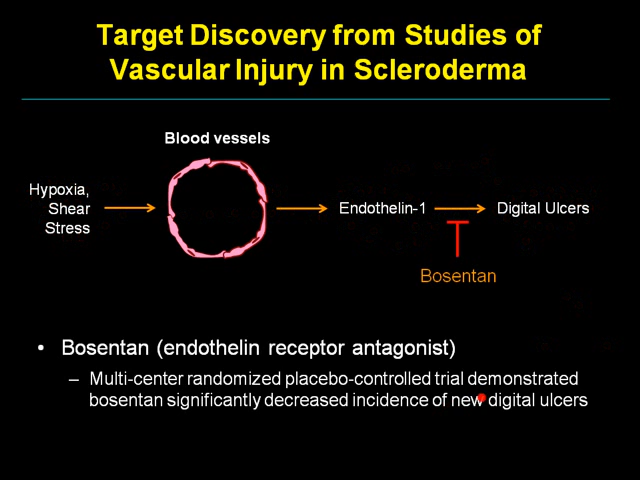 Target Discovery from Studies of
Vascular Injury in Scleroderma
Blood vessels
Hypoxia,
Shear
Stress
Endothelin-1
Digital Ulcers
Bosentan
• Bosentan (endothelin receptor antagonist)
– Multi-center randomized placebo-controlled trial demonstrated
bosentan significantly decreased incidence of new digital ulcers